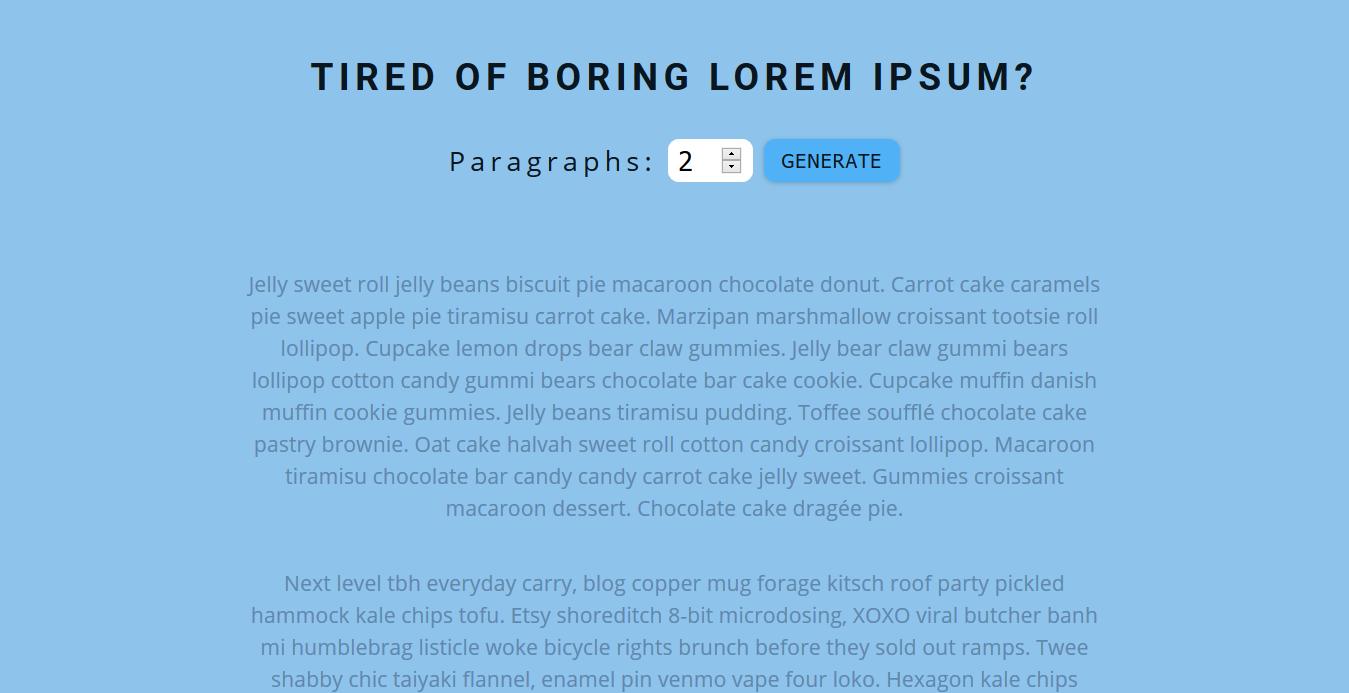 TIRED OF BORING LOREM IPSUM?
Paragraphs: 2 GENERATE
Jelly sweet roll jelly beans biscuit pie macaroon chocolate donut. Carrot cake caramels
pie sweet apple pie tiramisu carrot cake. Marzipan marshmallow croissant tootsie roll
lollipop. Cupcake lemon drops bear claw gummies. Jelly bear claw gummi bears
lollipop cotton candy gummi bears chocolate bar cake cookie. Cupcake muffin danish
muffin cookie gummies. Jelly beans tiramisu pudding. Toffee soufflé chocolate cake
pastry brownie. Oat cake halvah sweet roll cotton candy croissant lollipop. Macaroon
tiramisu chocolate bar candy candy carrot cake jelly sweet. Gummies croissant
macaroon dessert. Chocolate cake dragée pie.
Next level tbh everyday carry, blog copper mug forage kitsch roof party pickled
hammock kale chips tofu. Etsy shoreditch 8-bit microdosing, XOXO viral butcher banh
mi humblebrag listicle woke bicycle rights brunch before they sold out ramps. Twee
shabby chic taiyaki flannel, enamel pin venmo vape four loko. Hexagon kale chips